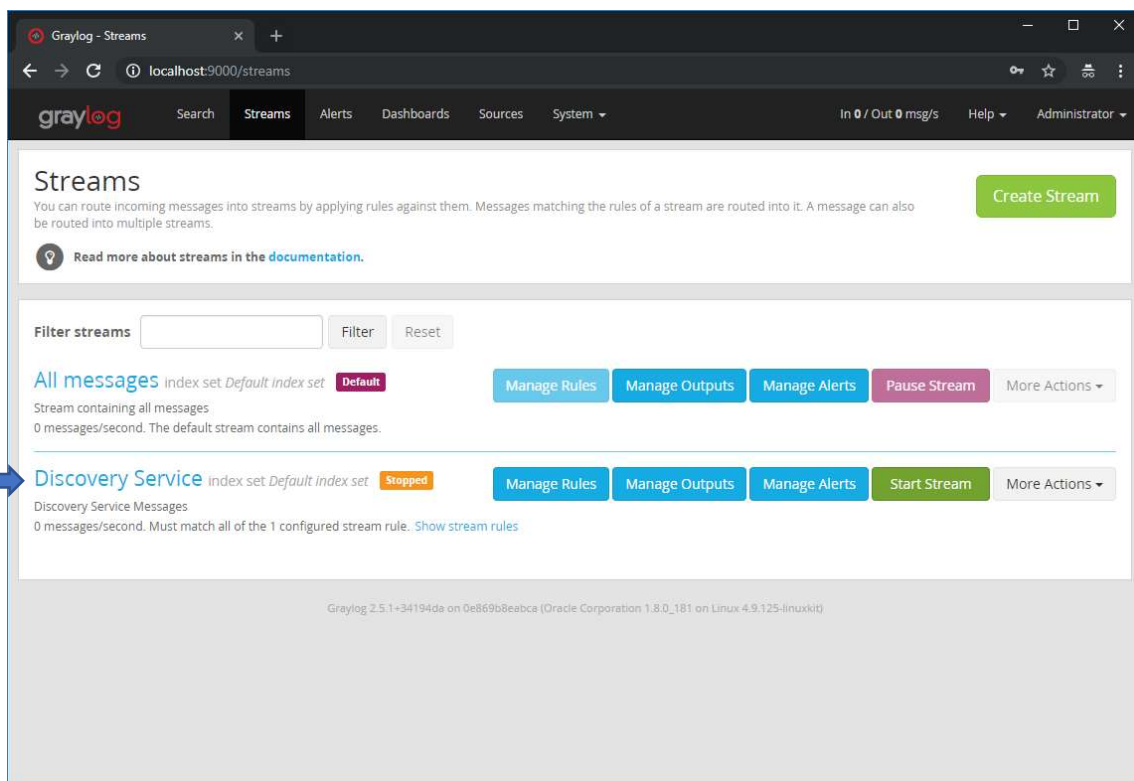 Graylog - Streams
localhost:9000/streams
graylog Search Streams Alerts Dashboards Sources System In 0 / Out 0 msg/s Help Administrator
Streams
Create Stream
You can route incoming messages into streams by applying rules against them. Messages matching the rules of a stream are routed into it. A message can also
be routed into multiple streams.
Read more about streams in the documentation.
Filter streams Filter Reset
All messages index set Default index set Default Manage Rules Manage Outputs Manage Alerts Pause Stream More Actions
Stream containing all messages
0 messages/second. The default stream contains all messages.
Discovery Service index set Default index set Stopped Manage Rules Manage Outputs Manage Alerts Start Stream More Actions
Discovery Service Messages
0 messages/second. Must match all of the 1 configured stream rule. Show stream rules
Graylog 2.5.1+34194da on 0e869b8eabca (Oracle Corporation 1.8.0_181 on Linux 4.9.125-linuxkit)